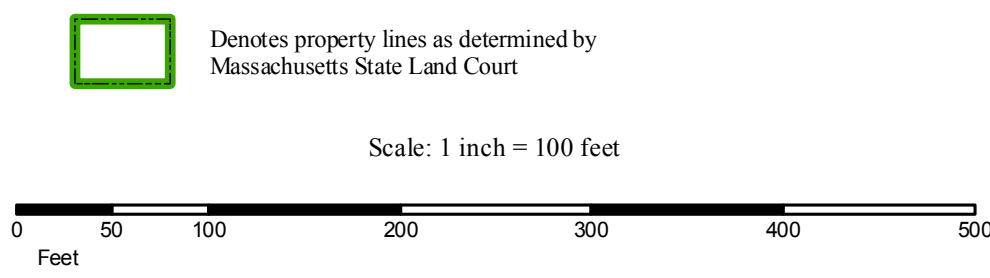 Denotes property lines as determined by
Massachusetts State Land Court
Scale: 1 inch = 100 feet
0 50 100 200 300 400 500
Feet